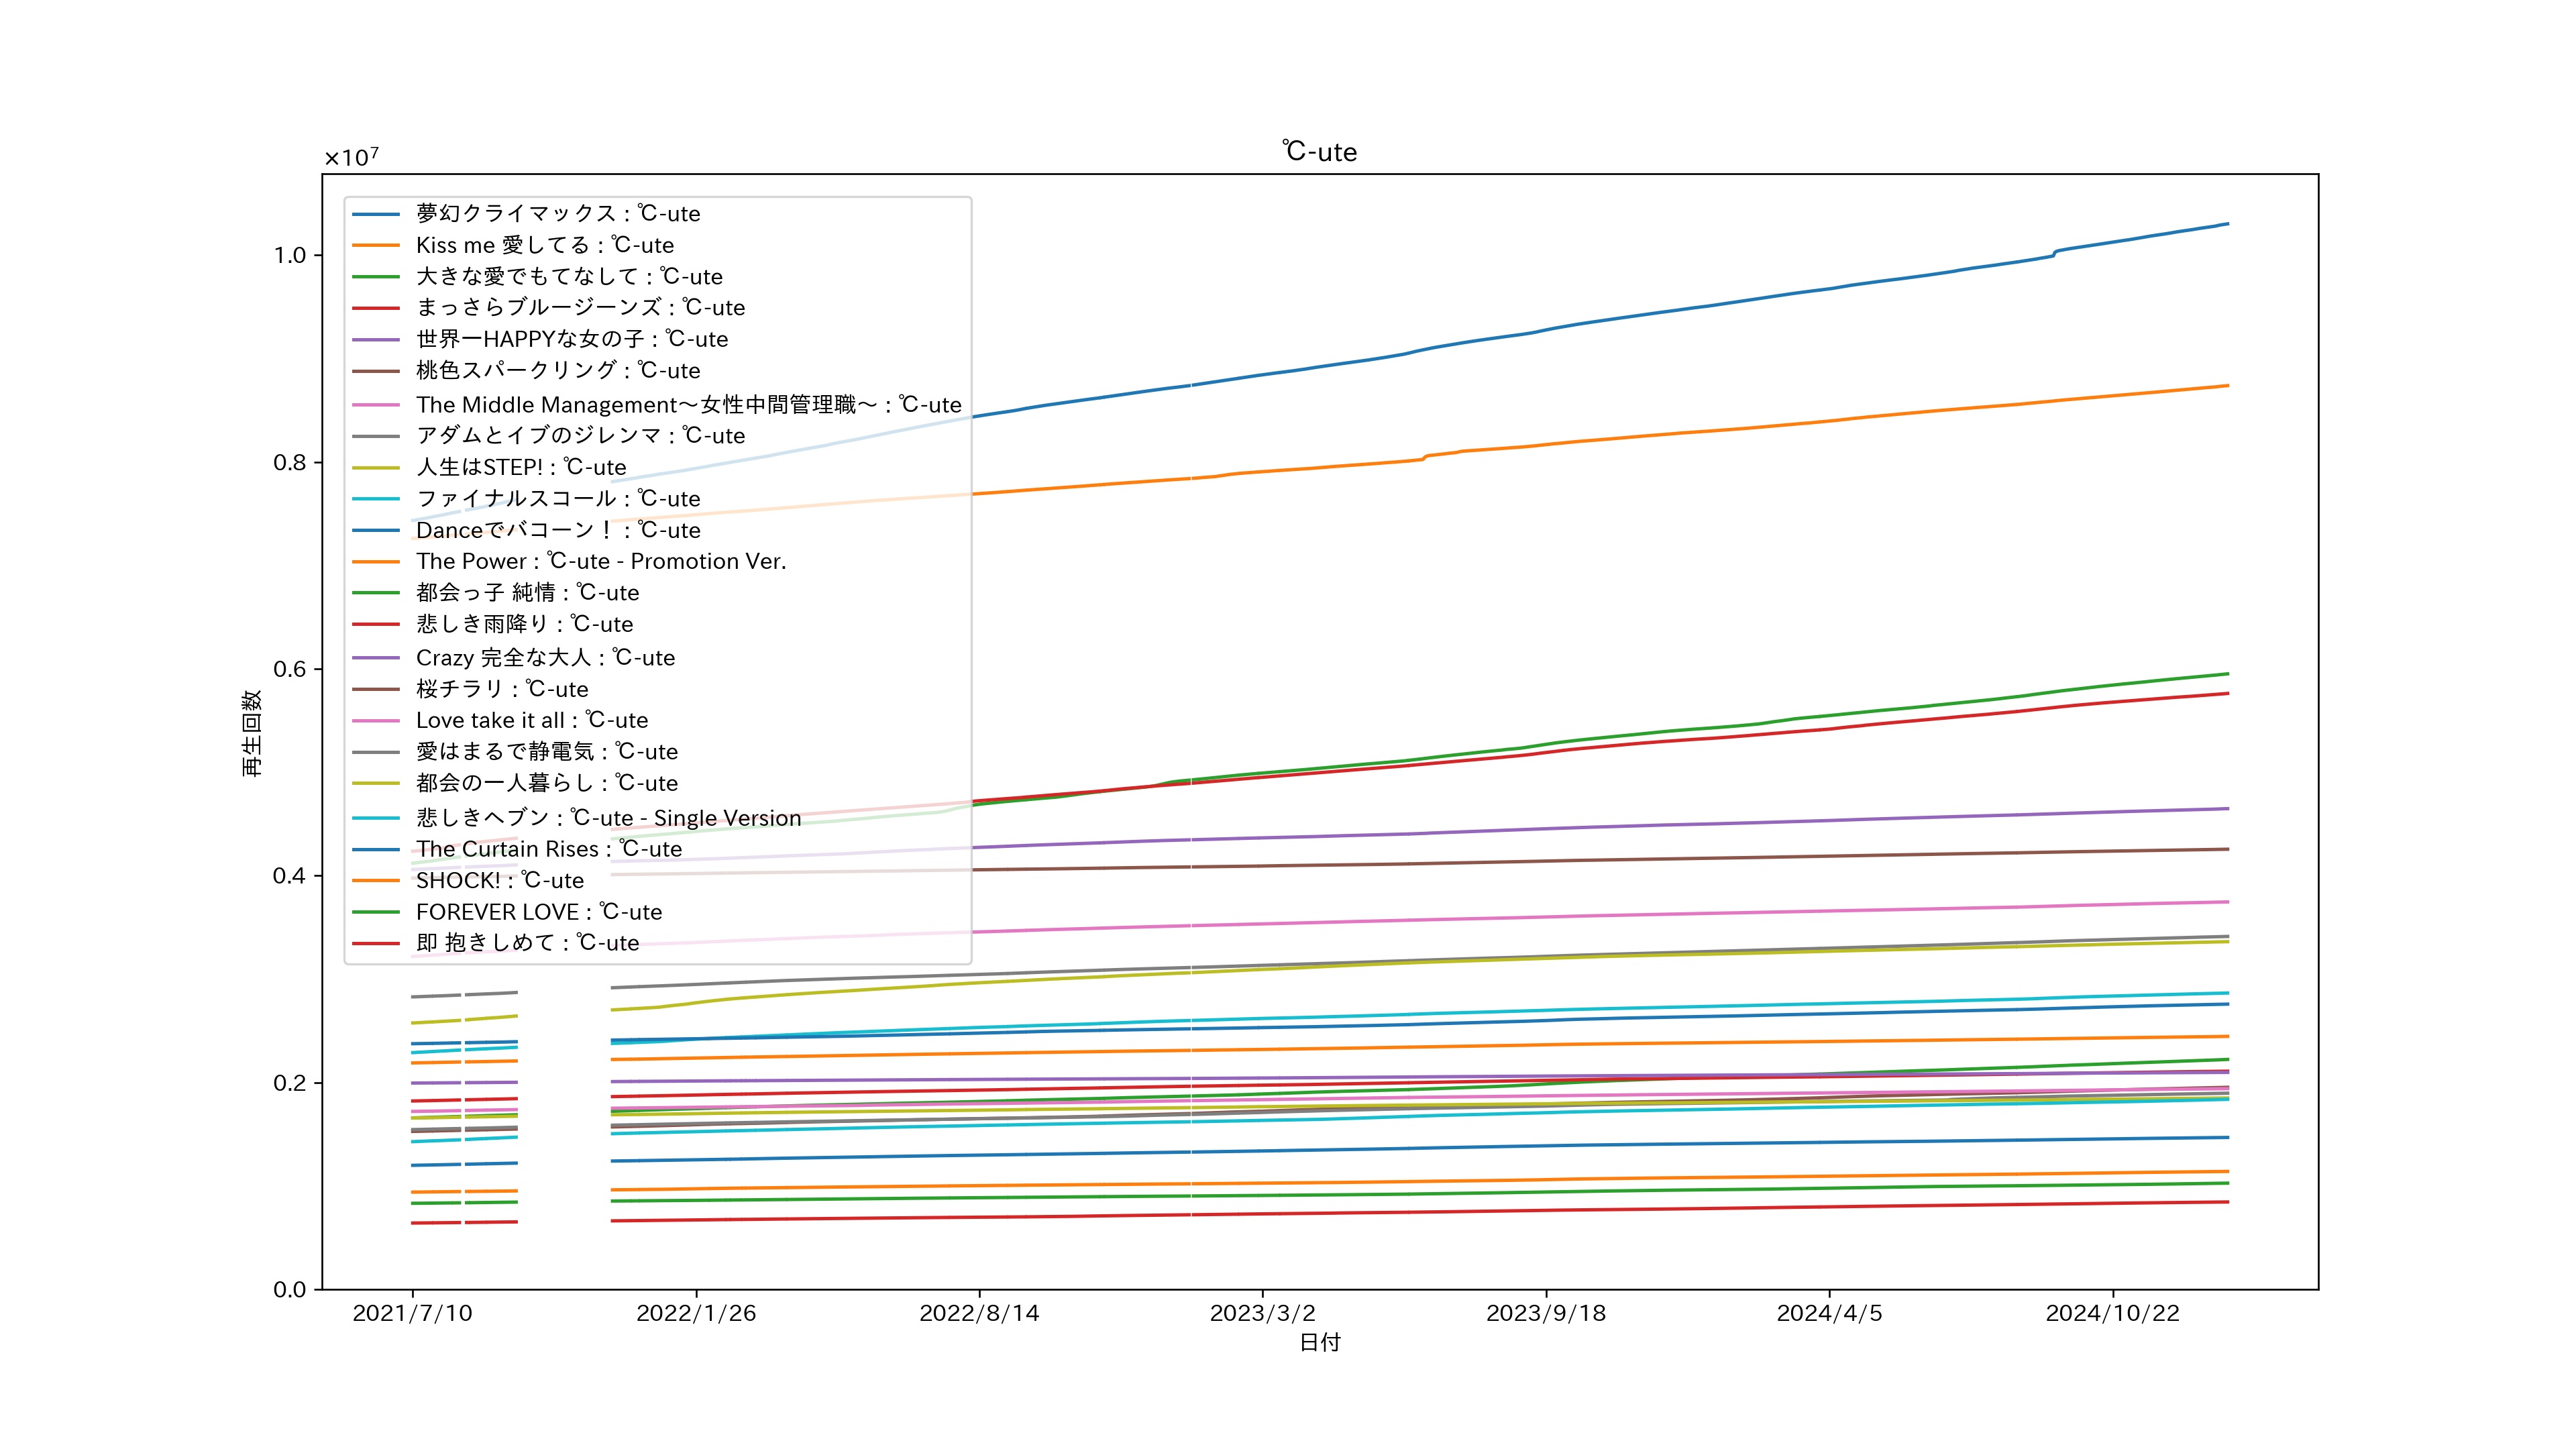 ℃-ute
×10⁷
夢幻クライマックス : ℃-ute
Kiss me 愛してる : ℃-ute
大きな愛でもてなして : ℃-ute
まっさらブルージーンズ : ℃-ute
世界一HAPPYな女の子 : ℃-ute
桃色スパークリング : ℃-ute
The Middle Management〜女性中間管理職〜 : ℃-ute
アダムとイブのジレンマ : ℃-ute
人生はSTEP! : ℃-ute
ファイナルスコール : ℃-ute
Danceでバコーン！ : ℃-ute
The Power : ℃-ute - Promotion Ver.
都会っ子 純情 : ℃-ute
悲しき雨降り : ℃-ute
Crazy 完全な大人 : ℃-ute
桜チラリ : ℃-ute
Love take it all : ℃-ute
愛はまるで静電気 : ℃-ute
都会の一人暮らし : ℃-ute
悲しきヘブン : ℃-ute - Single Version
The Curtain Rises : ℃-ute
SHOCK! : ℃-ute
FOREVER LOVE : ℃-ute
即 抱きしめて : ℃-ute
1.0
0.8
0.6
0.4
0.2
0.0
再生回数
2021/7/10 2022/1/26 2022/8/14 2023/3/2 2023/9/18 2024/4/5 2024/10/22
日付